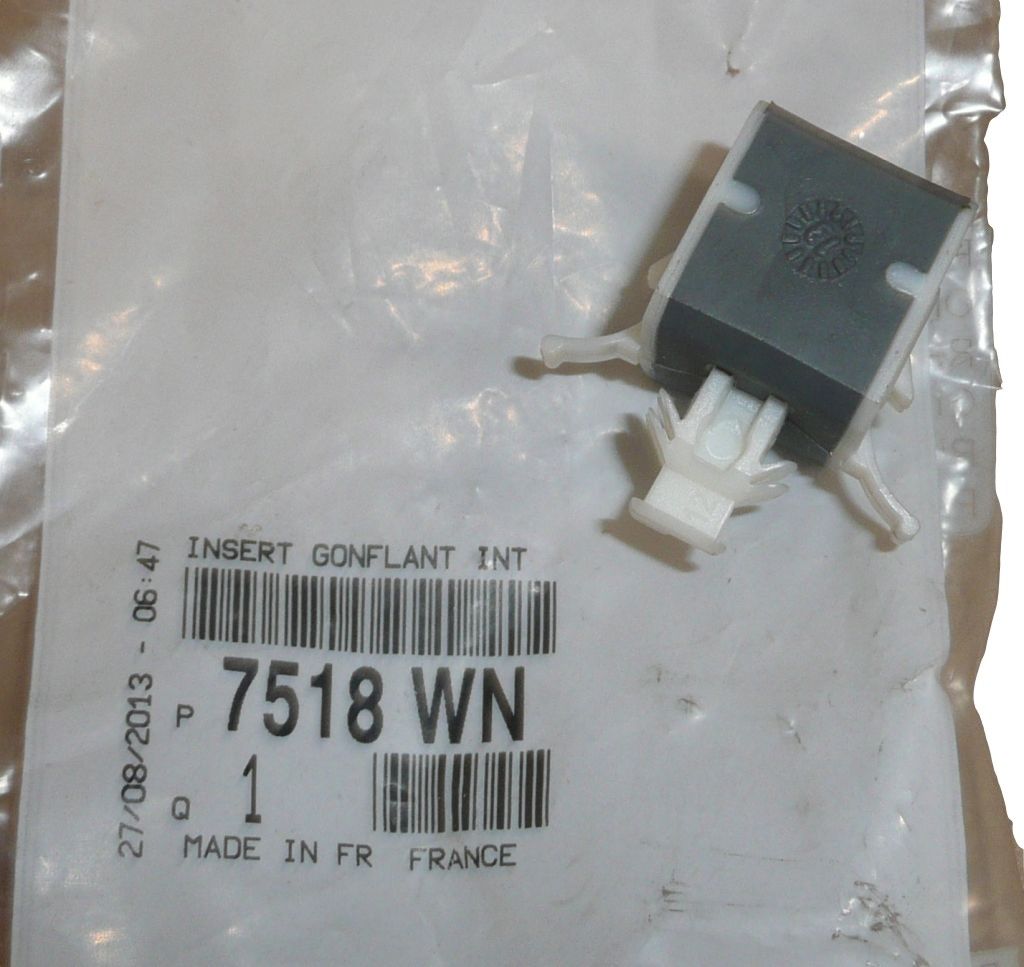 INSERT GONFLANT INT
P 7518 WN
Q 1
MADE IN FR FRANCE
27/08/2013 - 06:47